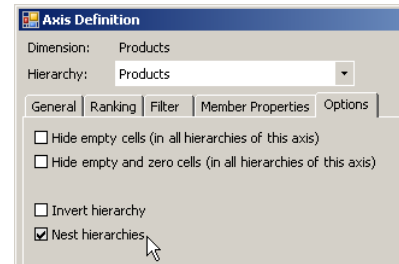 Axis Definition
Dimension: Products
Hierarchy: Products
General Ranking Filter Member Properties Options
Hide empty cells (in all hierarchies of this axis)
Hide empty and zero cells (in all hierarchies of this axis)
Invert hierarchy
Nest hierarchies